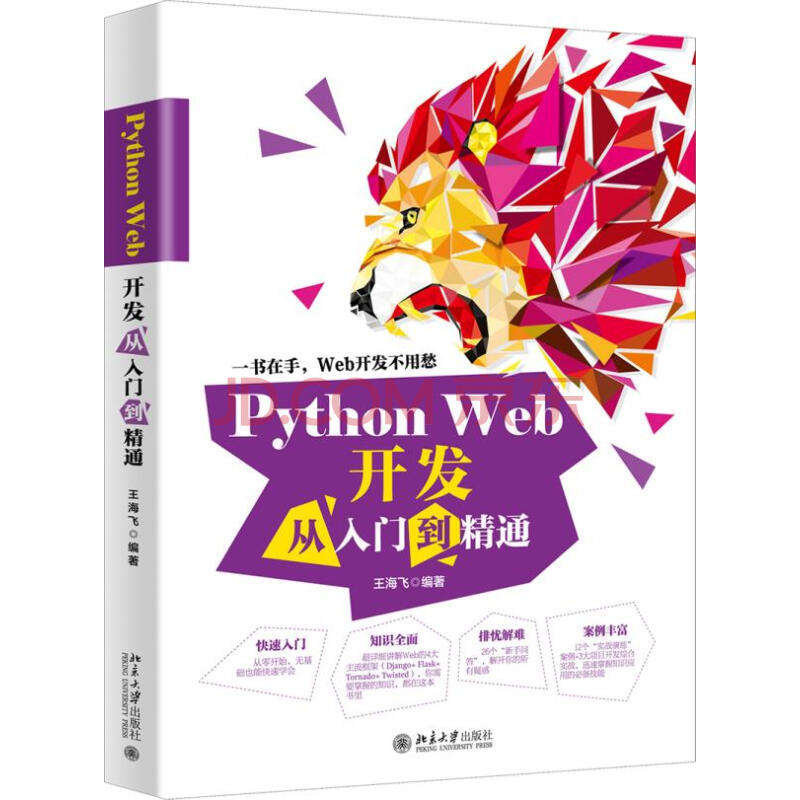 Python Web
开发
从入门到精通
王海飞◎编著
北京大学出版社
PEKING UNIVERSITY PRESS
一书在手，Web开发不用愁
Python Web
JD.COM 京东
开发
从入门到精通
王海飞◎编著
快速入门
从零开始、无基
础也能快速学会
知识全面
超详细讲解Web的4大
主流框架（Django+ Flask+
Tornado+ Twisted），你需
要掌握的知识，都在这本
书里
排忧解难
26个“新手问
答”，解开你的所
有疑惑
案例丰富
12个“实战演练”
案例+3大项目开发综合
实战，迅速掌握知识应
用的必备技能
北京大学出版社
PEKING UNIVERSITY PRESS